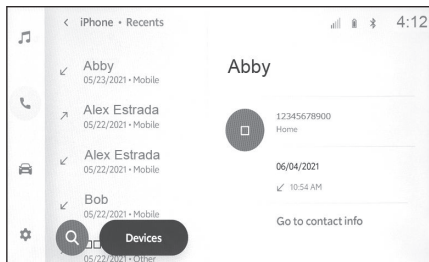 iPhone • Recents
4:12
Abby
05/23/2021 • Mobile
Alex Estrada
05/22/2021 • Mobile
Alex Estrada
05/22/2021 • Mobile
Bob
05/22/2021 • Mobile
05/22/2021 • Other
Devices
Abby
12345678900
Home
06/04/2021
10:54 AM
Go to contact info